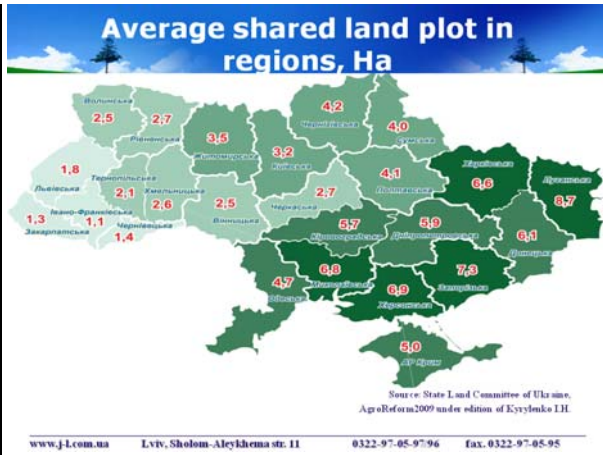 Average shared land plot in
regions, Ha
Волинська
2,5
2,7
Рівненська
3,5
Житомирська
3,2
Київська
4,2
Чернігівська
4,0
Сумська
1,8
Львівська
Тернопільська
2,1
Хмельницька
2,6
2,5
Вінницька
2,7
Черкаська
4,1
Полтавська
Харківська
6,6
Луганська
8,7
1,3
Закарпатська
Івано-Франківська
1,1
Чернівецька
1,4
5,7
Кіровоградська
5,9
Дніпропетровська
6,1
Донецька
4,7
Одеська
6,8
Миколаївська
6,9
Херсонська
7,3
Запорізька
5,0
АР Крим
Source: State Land Committee of Ukraine,
AgroReform2009 under edition of Kyrylenko I.H.
www.j-l.com.ua Lviv, Sholom-Aleykhema str. 11 0322-97-05-97/96 fax. 0322-97-05-95